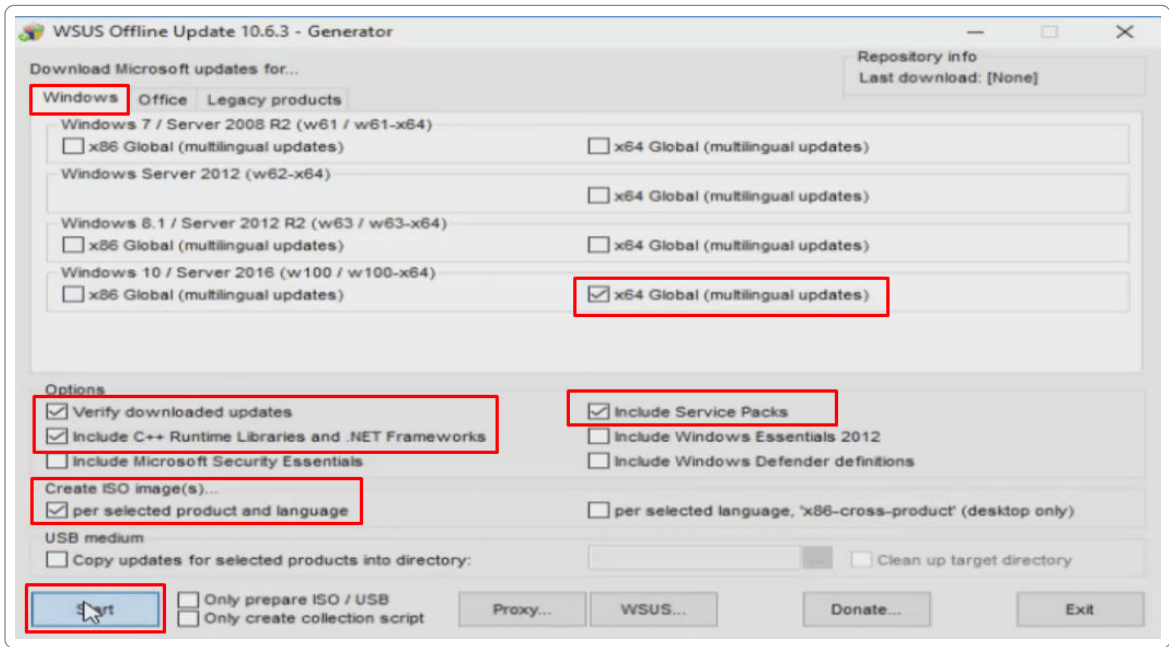 WSUS Offline Update 10.6.3 - Generator
Download Microsoft updates for...
Repository info
Last download: [None]
Windows Office Legacy products
Windows 7 / Server 2008 R2 (w61 / w61-x64)
x86 Global (multilingual updates) x64 Global (multilingual updates)
Windows Server 2012 (w62-x64)
x64 Global (multilingual updates)
Windows 8.1 / Server 2012 R2 (w63 / w63-x64)
x86 Global (multilingual updates) x64 Global (multilingual updates)
Windows 10 / Server 2016 (w100 / w100-x64)
x86 Global (multilingual updates) x64 Global (multilingual updates)
Options
Verify downloaded updates Include Service Packs
Include C++ Runtime Libraries and .NET Frameworks Include Windows Essentials 2012
Include Microsoft Security Essentials Include Windows Defender definitions
Create ISO image(s)...
per selected product and language per selected language, 'x86-cross-product' (desktop only)
USB medium
Copy updates for selected products into directory: ... Clean up target directory
Start Only prepare ISO / USB Proxy... WSUS... Donate... Exit
Only create collection script